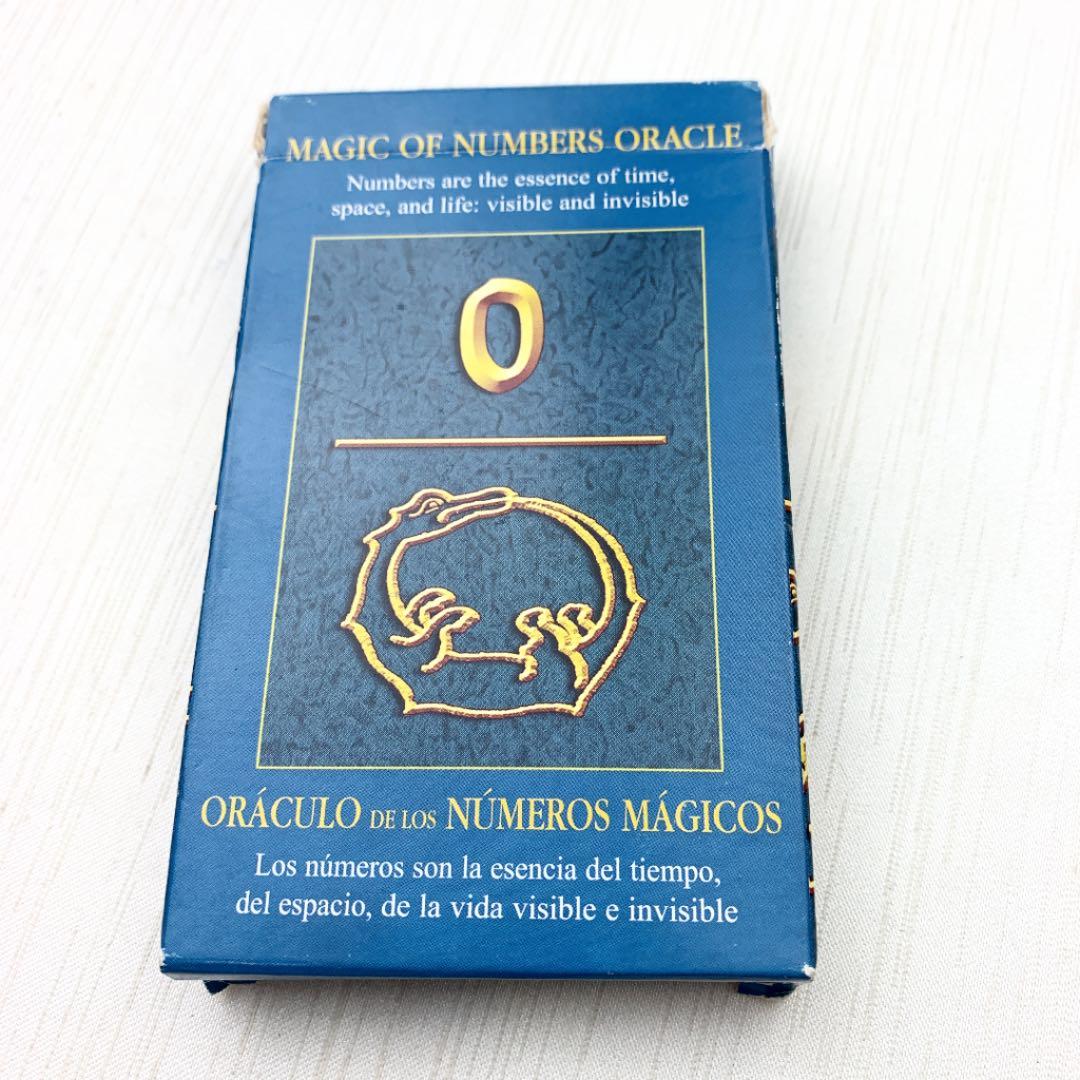 MAGIC OF NUMBERS ORACLE
Numbers are the essence of time,
space, and life: visible and invisible
0
ORÁCULO DE LOS NÚMEROS MÁGICOS
Los números son la esencia del tiempo,
del espacio, de la vida visible e invisible